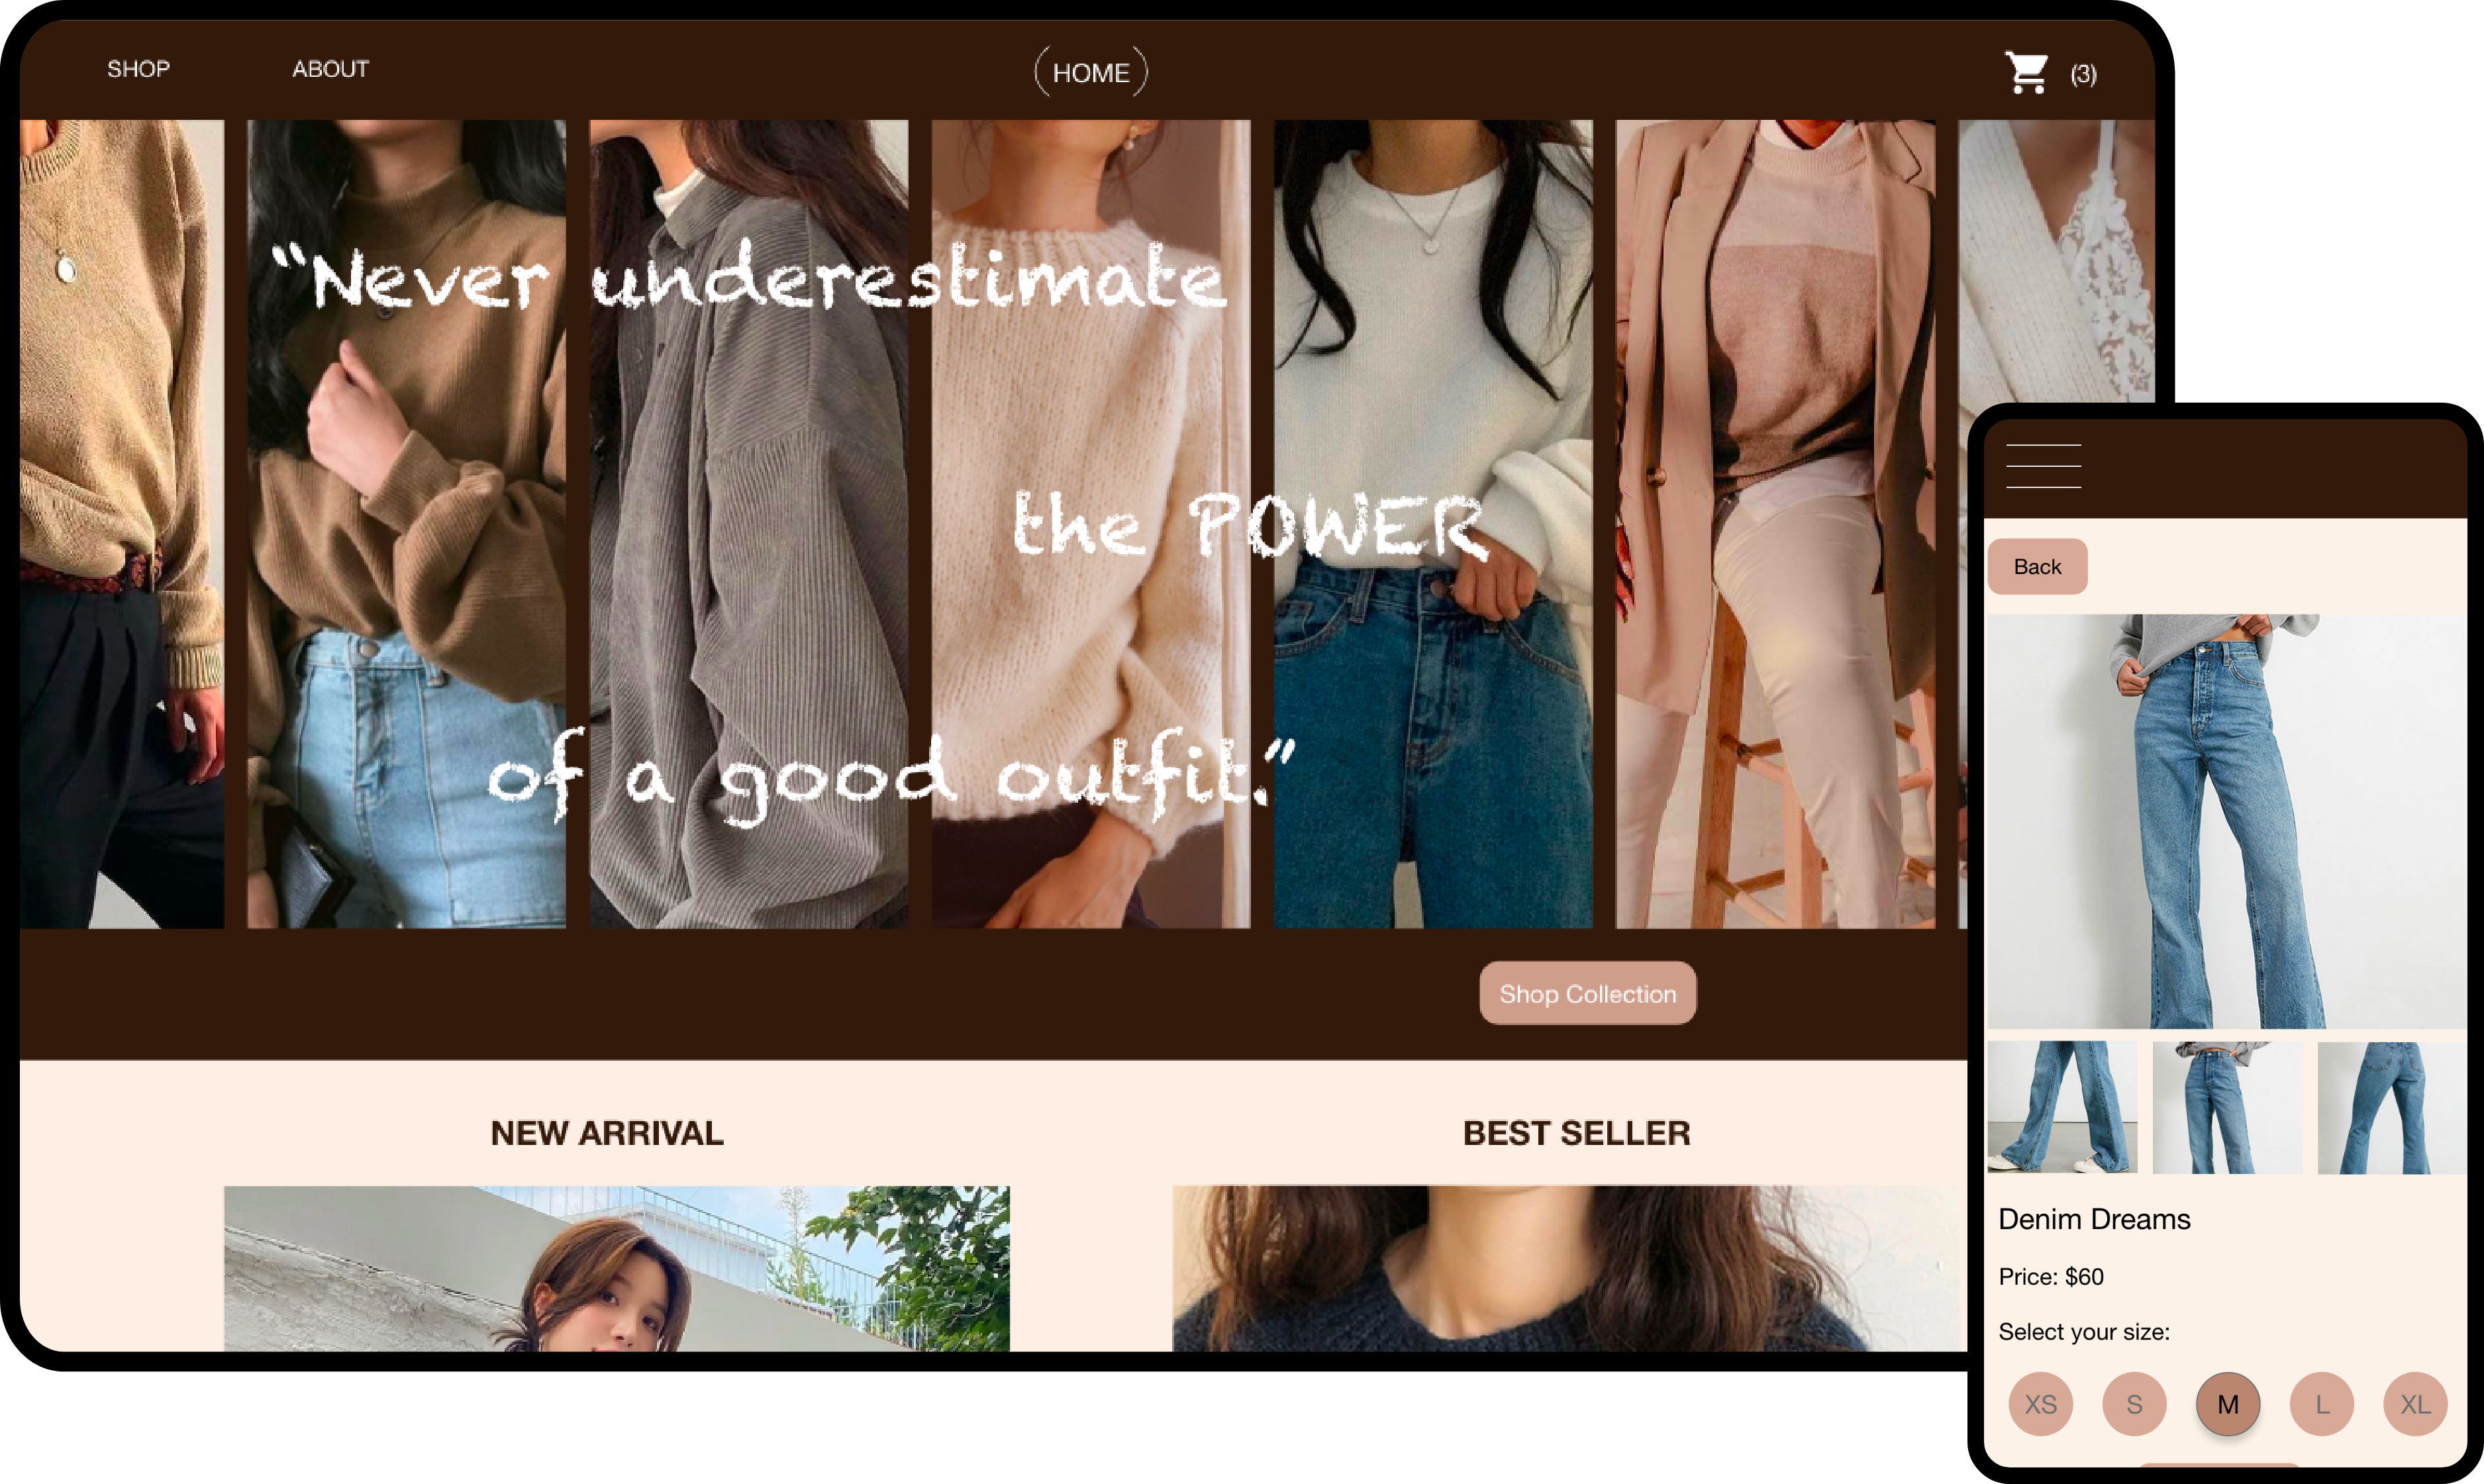 SHOP
ABOUT
(HOME)
(3)
“Never underestimate
the POWER
of a good outfit.”
Shop Collection
NEW ARRIVAL
BEST SELLER
Back
Denim Dreams
Price: $60
Select your size:
XS S M L XL